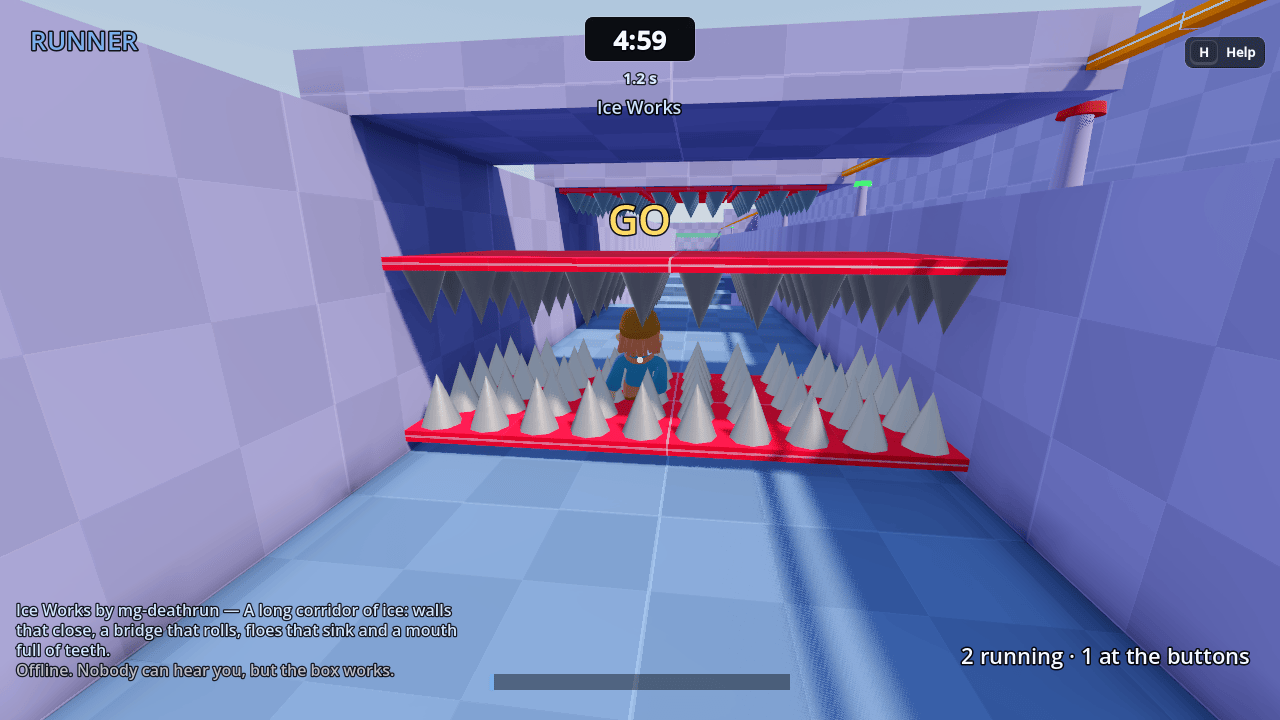 RUNNER
4:59
H Help
1.2 s
Ice Works
GO
Ice Works by mg-deathrun — A long corridor of ice: walls
that close, a bridge that rolls, floes that sink and a mouth
full of teeth.
Offline. Nobody can hear you, but the box works.
2 running · 1 at the buttons